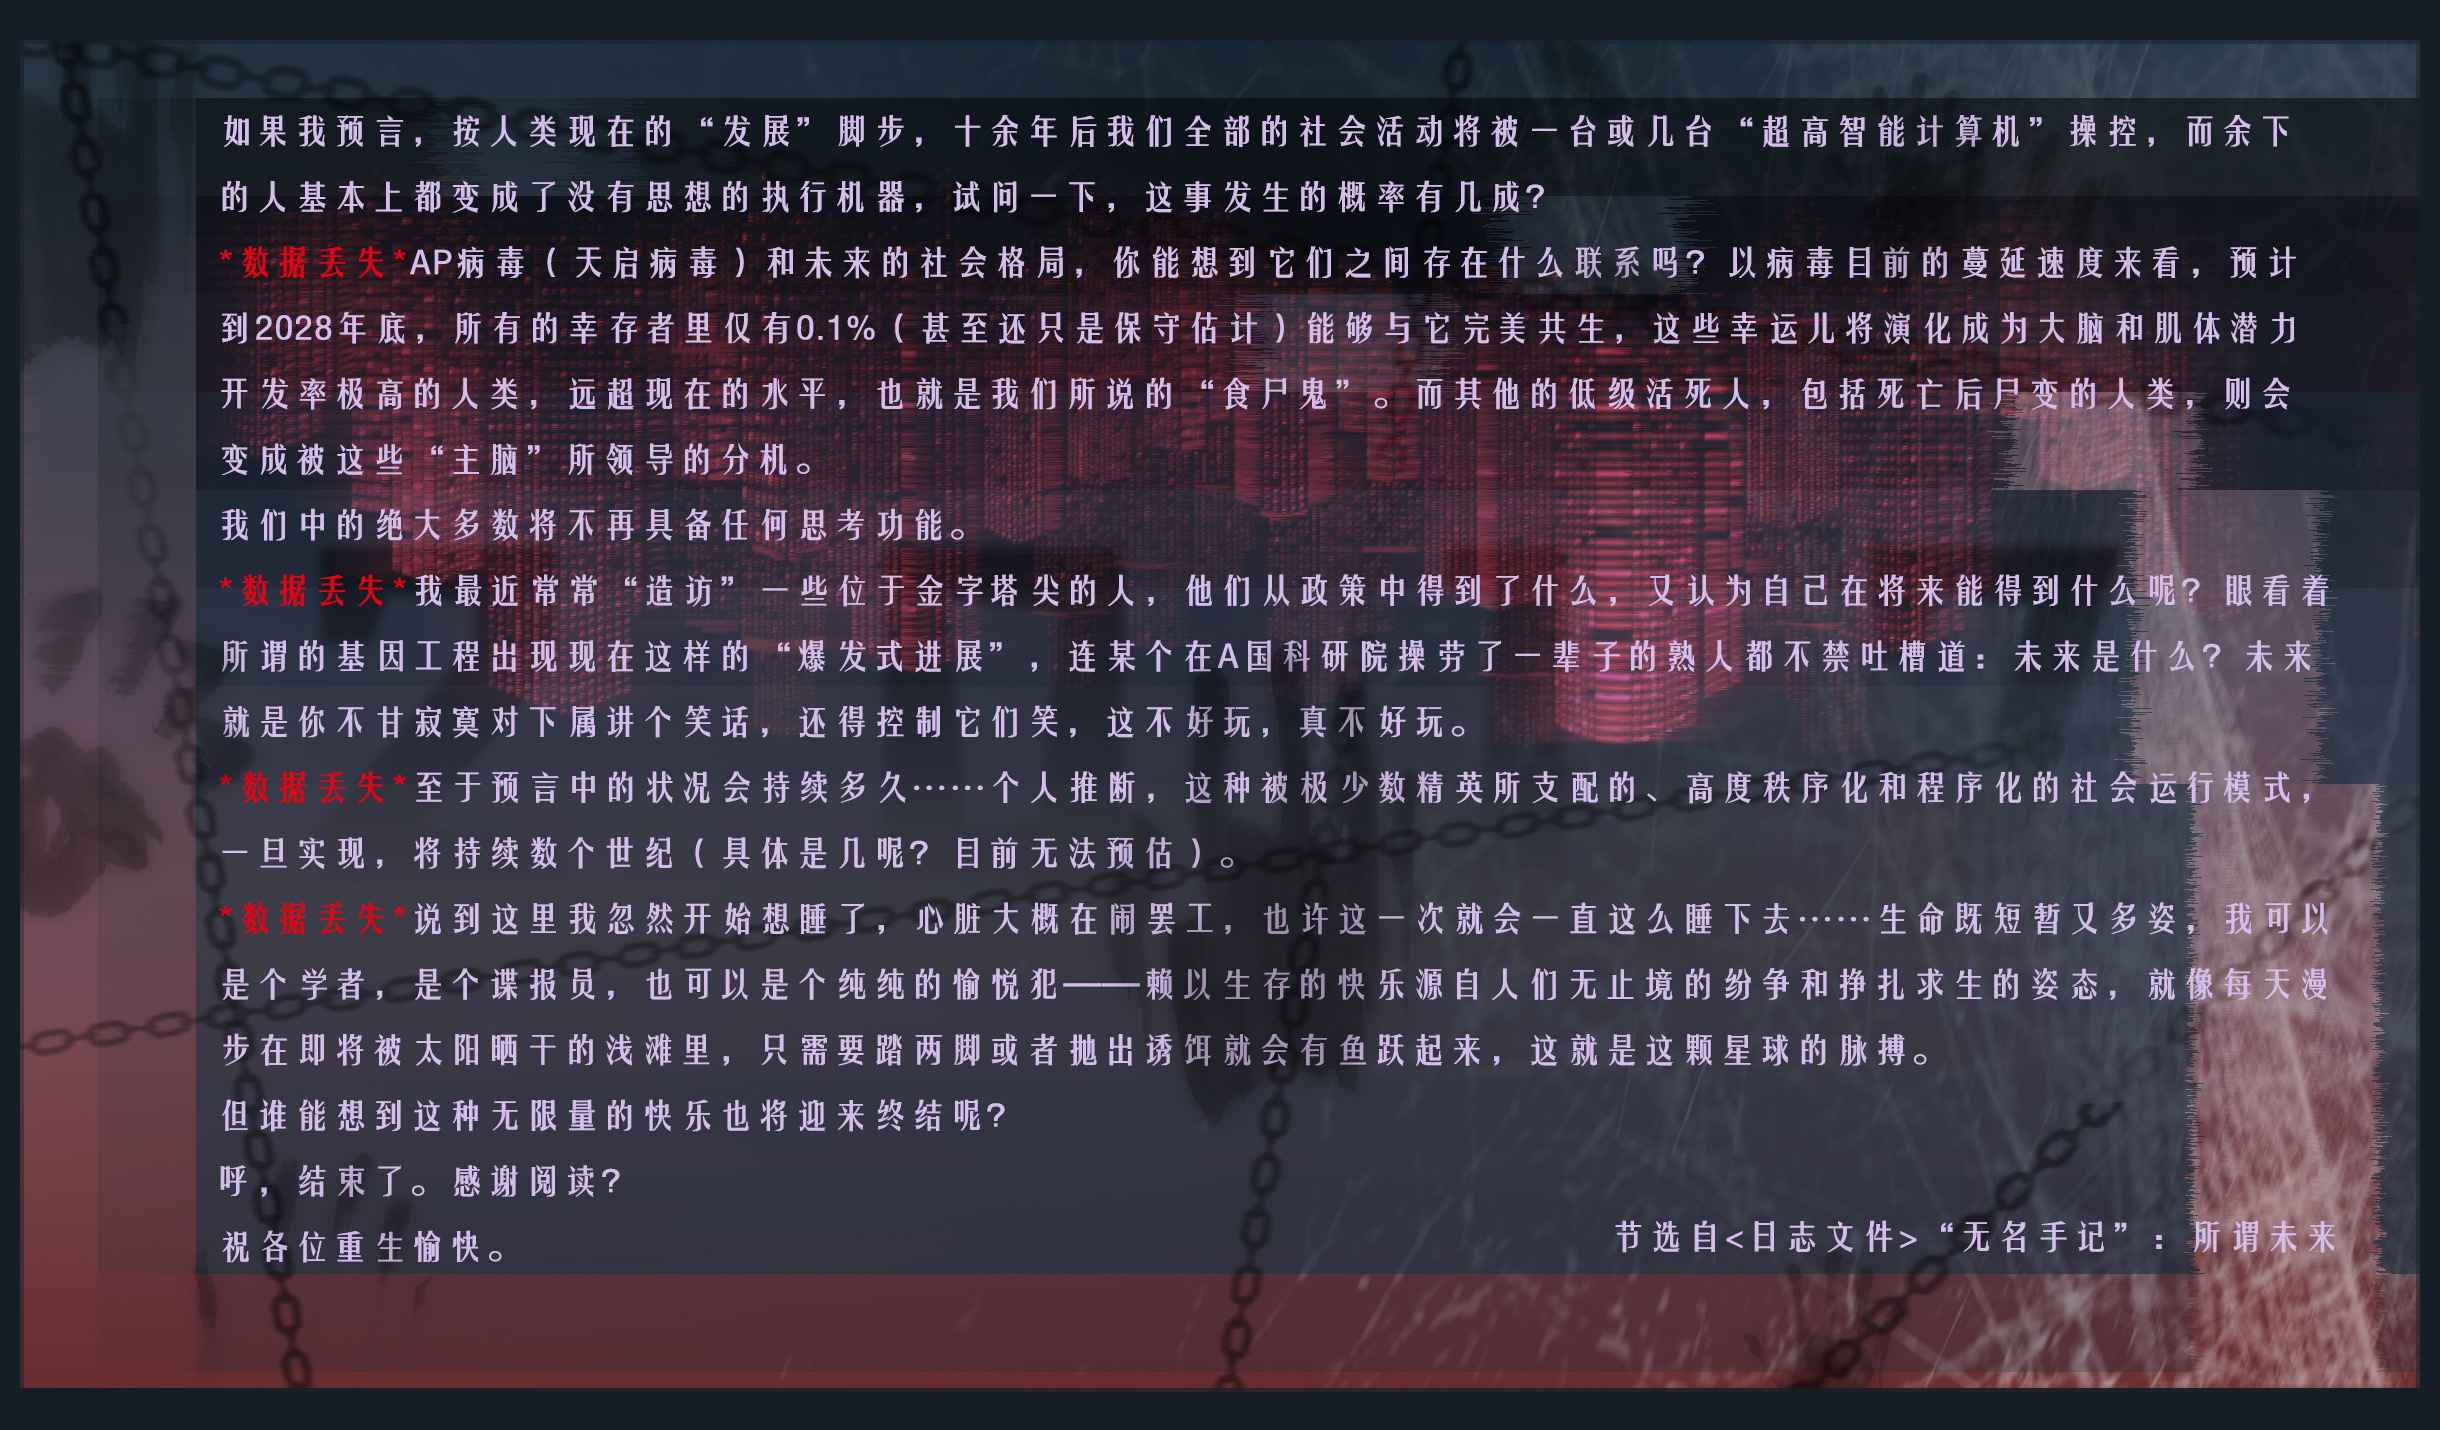 如果我预言，按人类现在的“发展”脚步，十余年后我们全部的社会活动将被一台或几台“超高智能计算机”操控，而余下
的人基本上都变成了没有思想的执行机器，试问一下，这事发生的概率有几成？
*数据丢失*AP病毒（天启病毒）和未来的社会格局，你能想到它们之间存在什么联系吗？以病毒目前的蔓延速度来看，预计
到2028年底，所有的幸存者里仅有0.1%（甚至还只是保守估计）能够与它完美共生，这些幸运儿将演化成为大脑和肌体潜力
开发率极高的人类，远超现在的水平，也就是我们所说的“食尸鬼”。而其他的低级活死人，包括死亡后尸变的人类，则会
变成被这些“主脑”所领导的分机。
我们中的绝大多数将不再具备任何思考功能。
*数据丢失*我最近常常“造访”一些位于金字塔尖的人，他们从政策中得到了什么，又认为自己在将来能得到什么呢？眼看着
所谓的基因工程出现现在这样的“爆发式进展”，连某个在A国科研院操劳了一辈子的熟人都不禁吐槽道：未来是什么？未来
就是你不甘寂寞对下属讲个笑话，还得控制它们笑，这不好玩，真不好玩。
*数据丢失*至于预言中的状况会持续多久……个人推断，这种被极少数精英所支配的、高度秩序化和程序化的社会运行模式，
一旦实现，将持续数个世纪（具体是几呢？目前无法预估）。
*数据丢失*说到这里我忽然开始想睡了，心脏大概在闹罢工，也许这一次就会一直这么睡下去……生命既短暂又多姿，我可以
是个学者，是个谍报员，也可以是个纯纯的愉悦犯——赖以生存的快乐源自人们无止境的纷争和挣扎求生的姿态，就像每天漫
步在即将被太阳晒干的浅滩里，只需要踏两脚或者抛出诱饵就会有鱼跃起来，这就是这颗星球的脉搏。
但谁能想到这种无限量的快乐也将迎来终结呢？
呼，结束了。感谢阅读？
祝各位重生愉快。
节选自<日志文件>“无名手记”：所谓未来